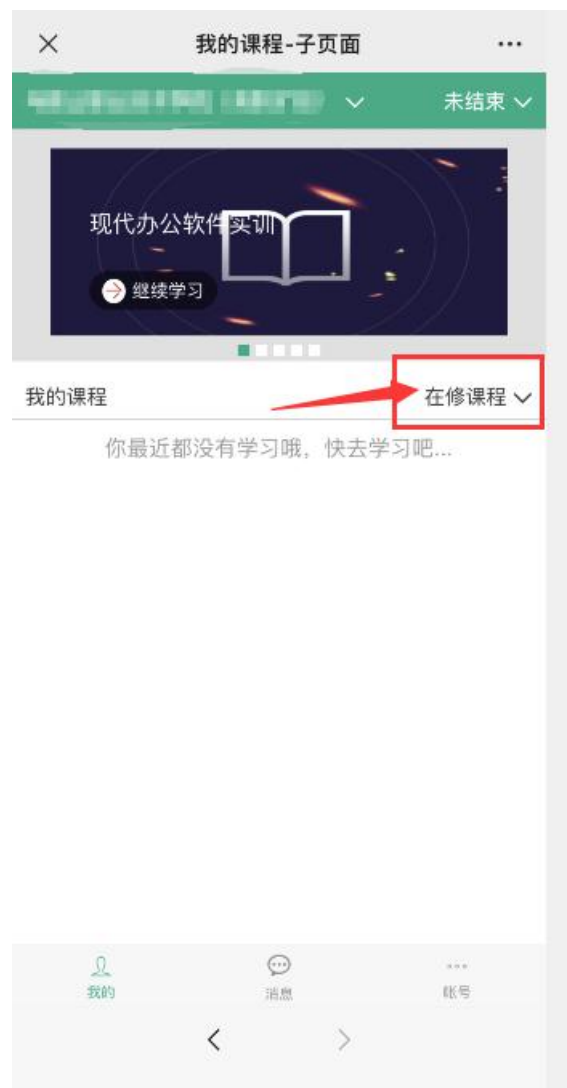 我的课程-子页面
未结束
现代办公软件实训
继续学习
我的课程
在修课程
你最近都没有学习哦，快去学习吧...
我的
消息
账号